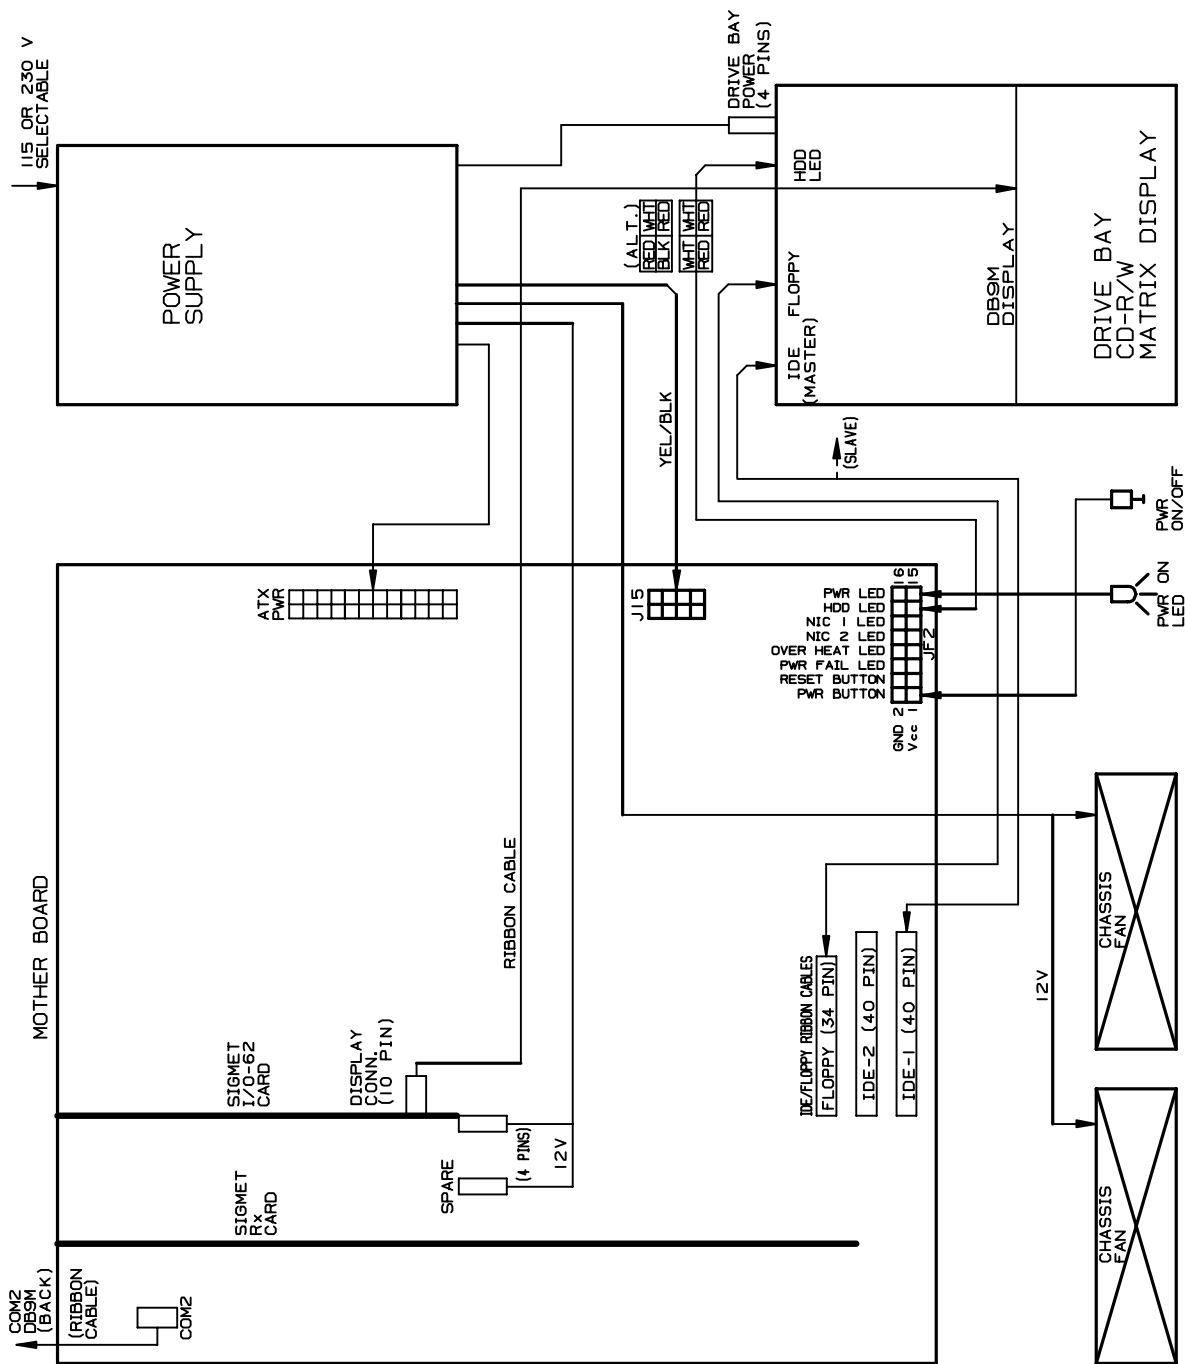 COM2
DB9M
(BACK)
(RIBBON
CABLE)
COM2
MOTHER BOARD
SIGMET
Rx
CARD
SIGMET
I/O-62
CARD
SPARE
(4 PINS)
12V
DISPLAY
CONN.
(10 PIN)
RIBBON CABLE
ATX
PWR
115 OR 230 V
SELECTABLE
POWER
SUPPLY
YEL/BLK
J15
(ALT.)
RED WHT
BLK RED
WHT WHT
RED RED
DRIVE BAY
POWER
(4 PINS)
HDD
LED
FLOPPY
IDE
(MASTER)
(SLAVE)
DB9M
DISPLAY
DRIVE BAY
CD-R/W
MATRIX DISPLAY
PWR LED
HDD LED
NIC 1 LED
NIC 2 LED
OVER HEAT LED
PWR FAIL LED
RESET BUTTON
PWR BUTTON
16
15
JF2
GND 2
Vcc 1
IDE/FLOPPY RIBBON CABLES
FLOPPY (34 PIN)
IDE-2 (40 PIN)
IDE-1 (40 PIN)
12V
CHASSIS
FAN
CHASSIS
FAN
PWR ON
LED
PWR
ON/OFF